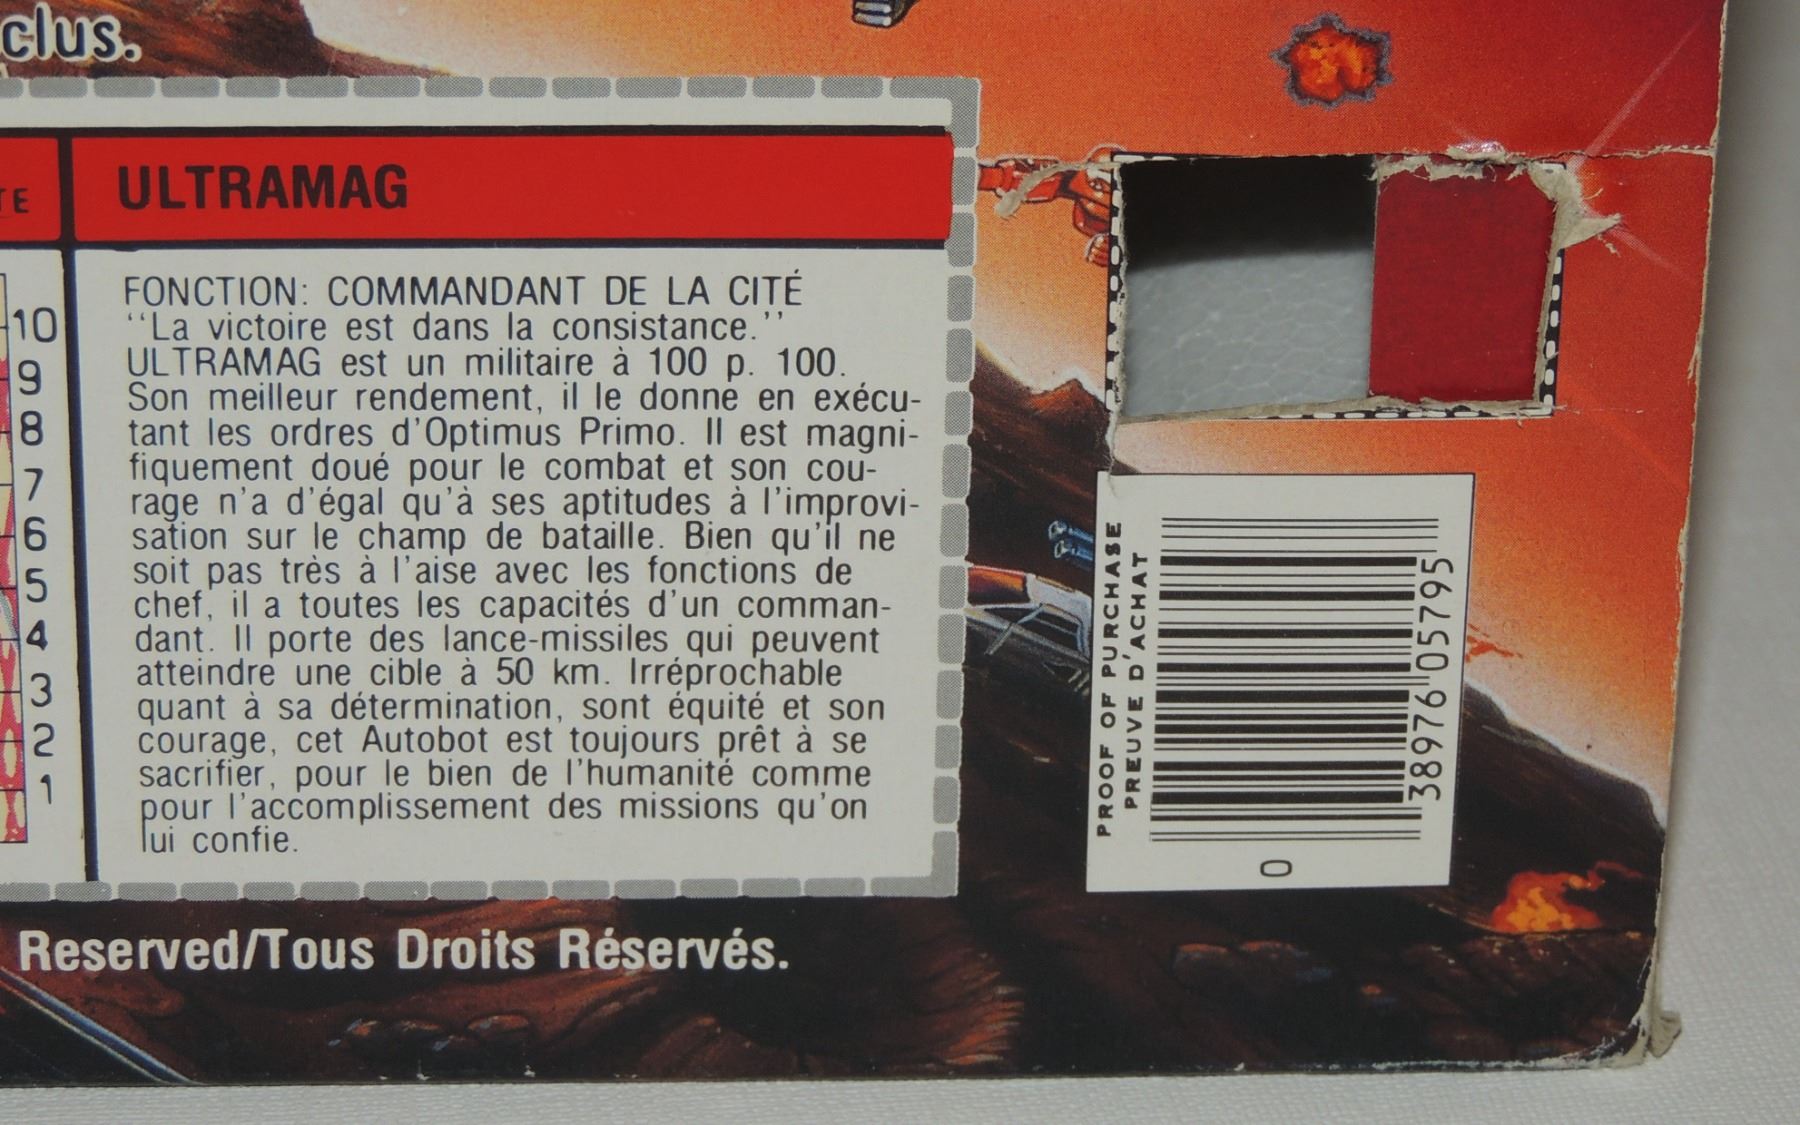 clus.
TE
ULTRAMAG
10
9
8
7
6
5
4
3
2
1
FONCTION: COMMANDANT DE LA CITÉ
‘‘La victoire est dans la consistance.’’
ULTRAMAG est un militaire à 100 p. 100.
Son meilleur rendement, il le donne en exécu-
tant les ordres d'Optimus Primo. Il est magni-
fiquement doué pour le combat et son cou-
rage n'a d'égal qu'à ses aptitudes à l'improvi-
sation sur le champ de bataille. Bien qu'il ne
soit pas très à l'aise avec les fonctions de
chef, il a toutes les capacités d'un comman-
dant. Il porte des lance-missiles qui peuvent
atteindre une cible à 50 km. Irréprochable
quant à sa détermination, sont équité et son
courage, cet Autobot est toujours prêt à se
sacrifier, pour le bien de l'humanité comme
pour l'accomplissement des missions qu'on
lui confie.
PROOF OF PURCHASE
PREUVE D'ACHAT
38976 05795
0
Reserved/Tous Droits Réservés.